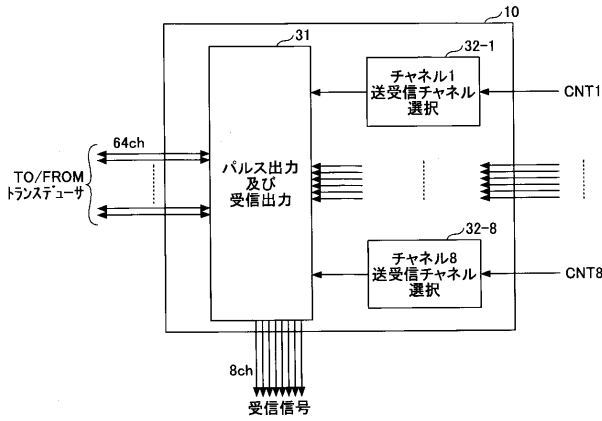 10
31
32-1
チャネル1
送受信チャネル
選択
CNT1
64ch
TO/FROM
トランスデューサ
パルス出力
及び
受信出力
32-8
チャネル8
送受信チャネル
選択
CNT8
8ch
受信信号